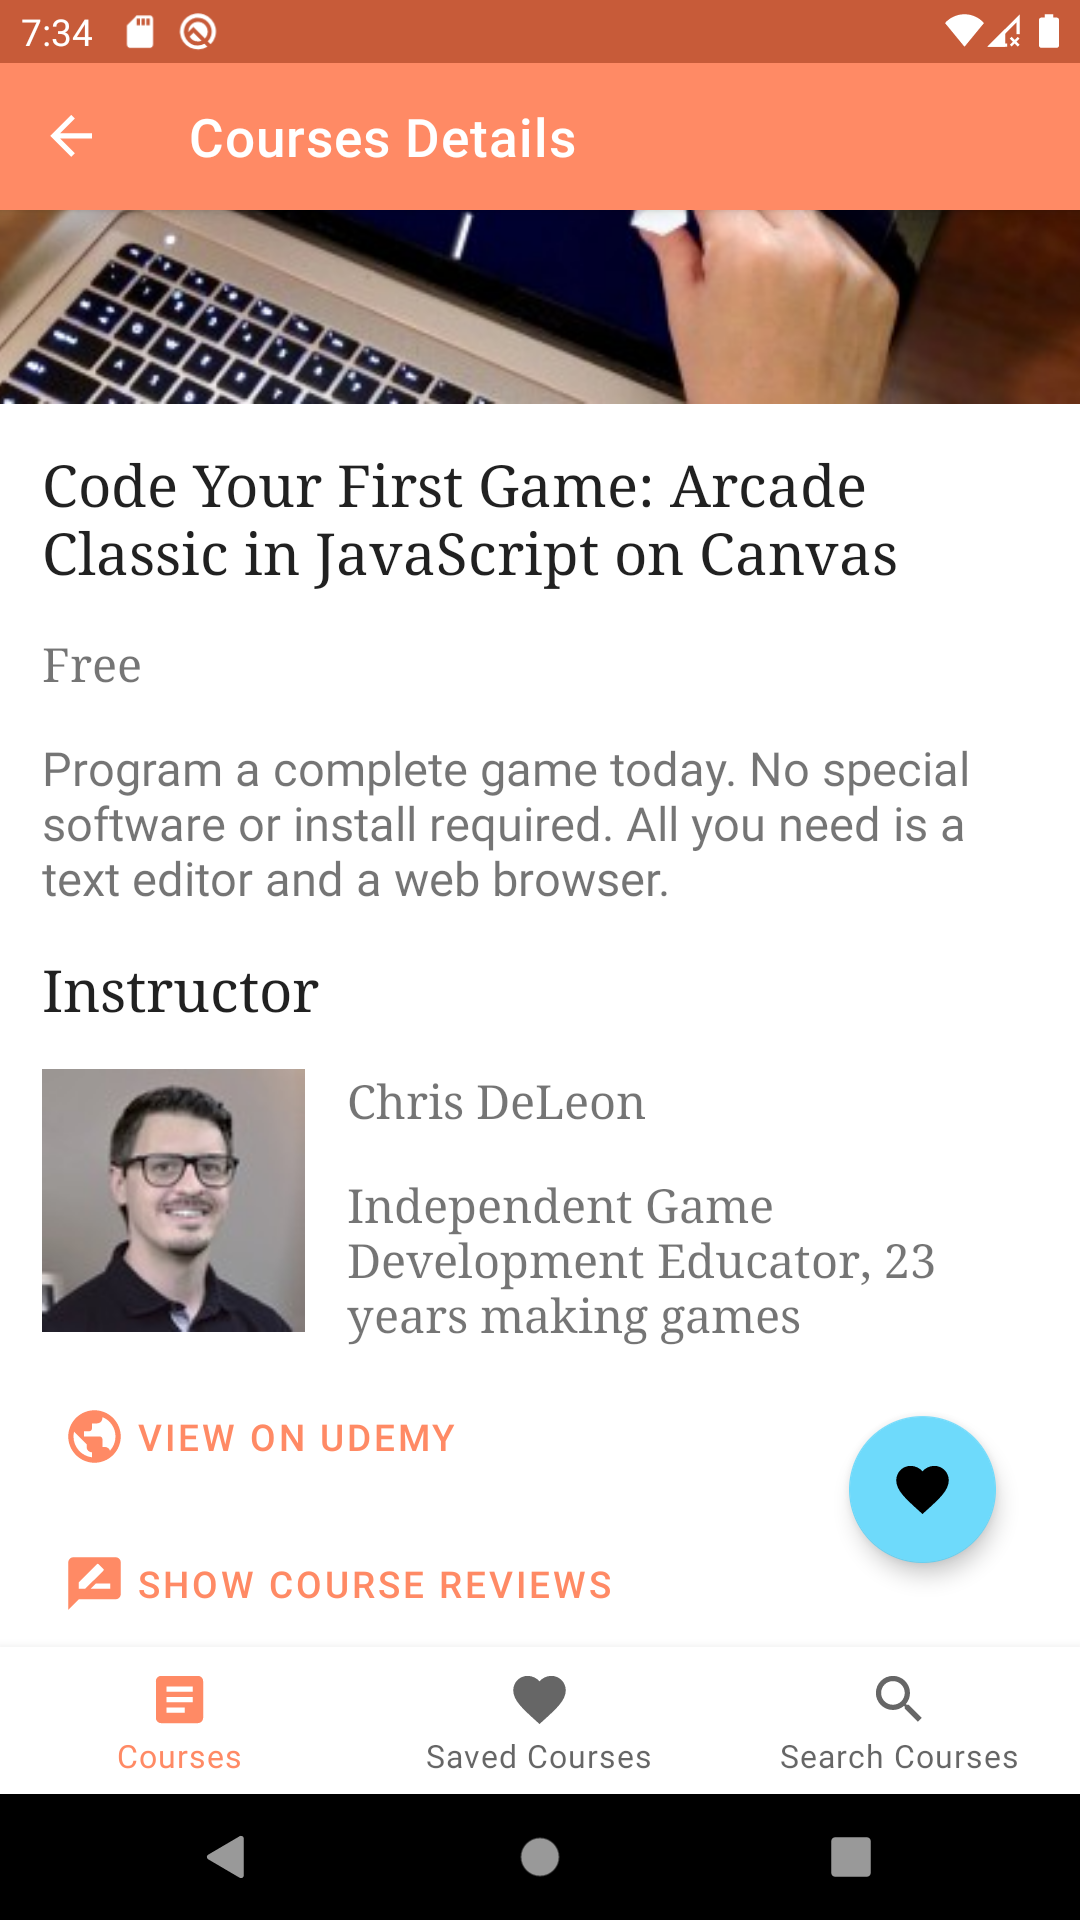 7:34
Courses Details
Code Your First Game: Arcade
Classic in JavaScript on Canvas
Free
Program a complete game today. No special
software or install required. All you need is a
text editor and a web browser.
Instructor
Chris DeLeon
Independent Game
Development Educator, 23
years making games
VIEW ON UDEMY
SHOW COURSE REVIEWS
Courses
Saved Courses
Search Courses